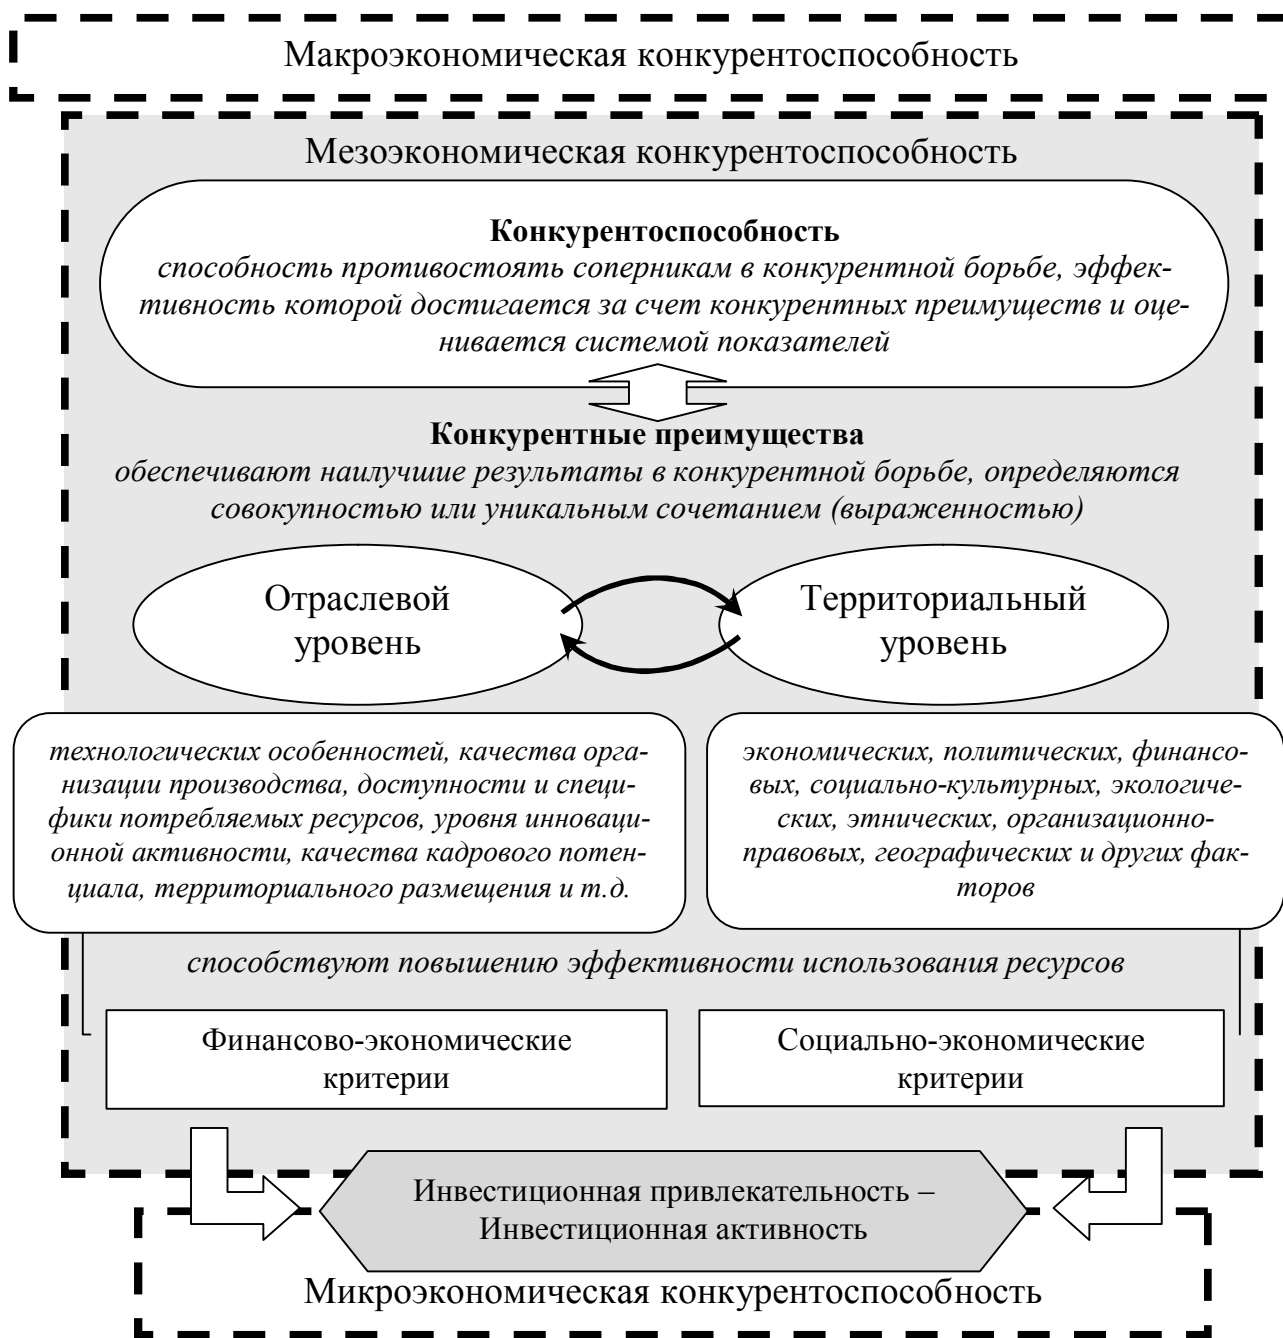 Макроэкономическая конкурентоспособность
Мезоэкономическая конкурентоспособность
Конкурентоспособность
способность противостоять соперникам в конкурентной борьбе, эффек-
тивность которой достигается за счет конкурентных преимуществ и оце-
нивается системой показателей
Конкурентные преимущества
обеспечивают наилучшие результаты в конкурентной борьбе, определяются
совокупностью или уникальным сочетанием (выраженностью)
Отраслевой
уровень
Территориальный
уровень
технологических особенностей, качества орга-
низации производства, доступности и специ-
фики потребляемых ресурсов, уровня инноваци-
онной активности, качества кадрового потен-
циала, территориального размещения и т.д.
экономических, политических, финансо-
вых, социально-культурных, экологиче-
ских, этнических, организационно-
правовых, географических и других фак-
торов
способствуют повышению эффективности использования ресурсов
Финансово-экономические
критерии
Социально-экономические
критерии
Инвестиционная привлекательность –
Инвестиционная активность
Микроэкономическая конкурентоспособность